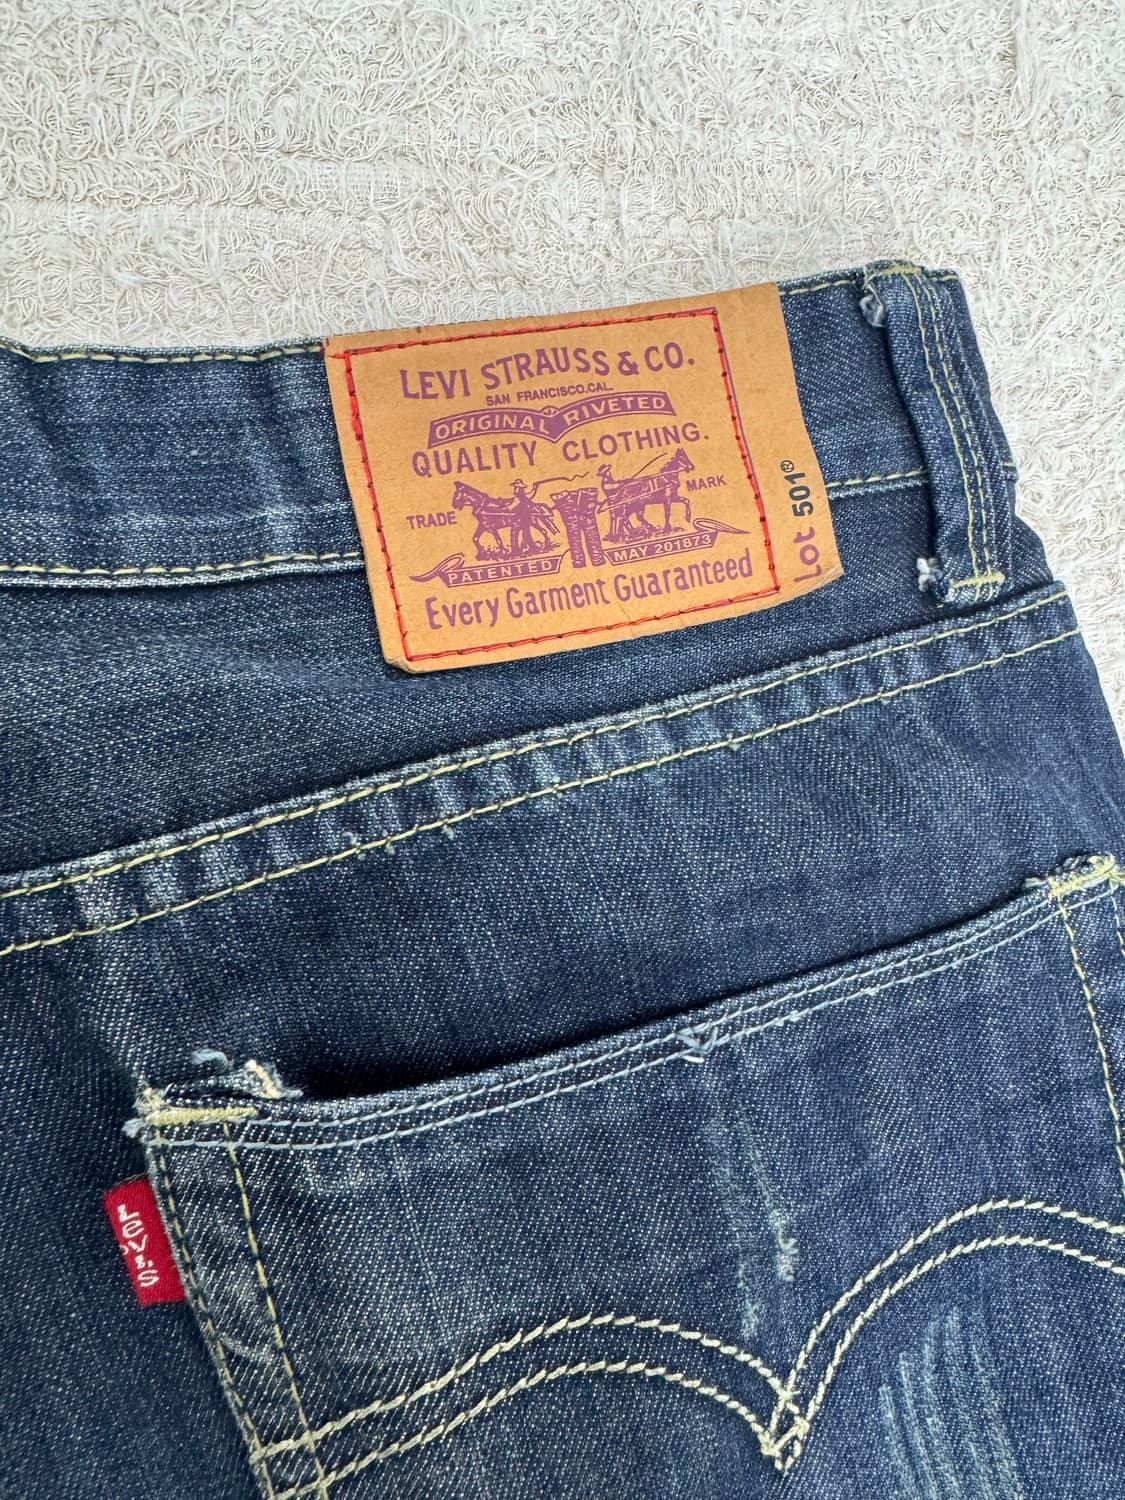 LEVI STRAUSS & CO.
SAN FRANCISCO.CAL.
ORIGINAL RIVETED
QUALITY CLOTHING.
TRADE MARK
PATENTED MAY 201873
Every Garment Guaranteed
Lot 501®
LEVI'S